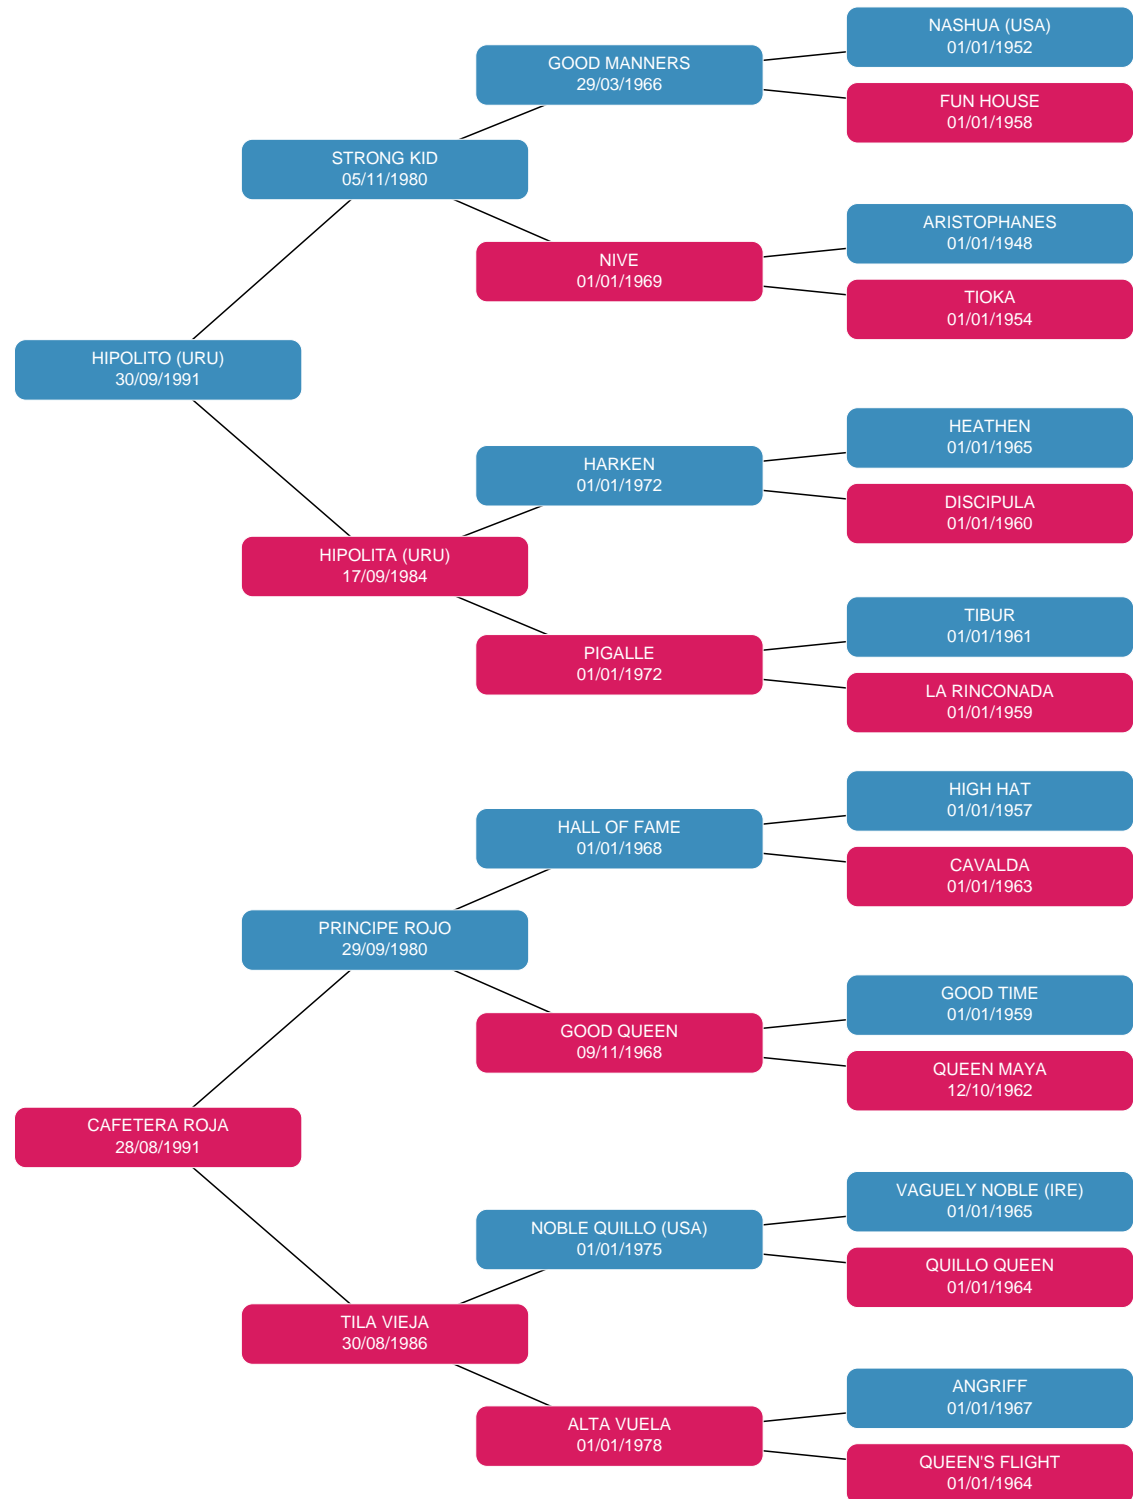 NASHUA (USA)
01/01/1952
GOOD MANNERS
29/03/1966
FUN HOUSE
01/01/1958
STRONG KID
05/11/1980
ARISTOPHANES
01/01/1948
NIVE
01/01/1969
TIOKA
01/01/1954
HIPOLITO (URU)
30/09/1991
HEATHEN
01/01/1965
HARKEN
01/01/1972
DISCIPULA
01/01/1960
HIPOLITA (URU)
17/09/1984
TIBUR
01/01/1961
PIGALLE
01/01/1972
LA RINCONADA
01/01/1959
HIGH HAT
01/01/1957
HALL OF FAME
01/01/1968
CAVALDA
01/01/1963
PRINCIPE ROJO
29/09/1980
GOOD TIME
01/01/1959
GOOD QUEEN
09/11/1968
QUEEN MAYA
12/10/1962
CAFETERA ROJA
28/08/1991
VAGUELY NOBLE (IRE)
01/01/1965
NOBLE QUILLO (USA)
01/01/1975
QUILLO QUEEN
01/01/1964
TILA VIEJA
30/08/1986
ANGRIFF
01/01/1967
ALTA VUELA
01/01/1978
QUEEN'S FLIGHT
01/01/1964